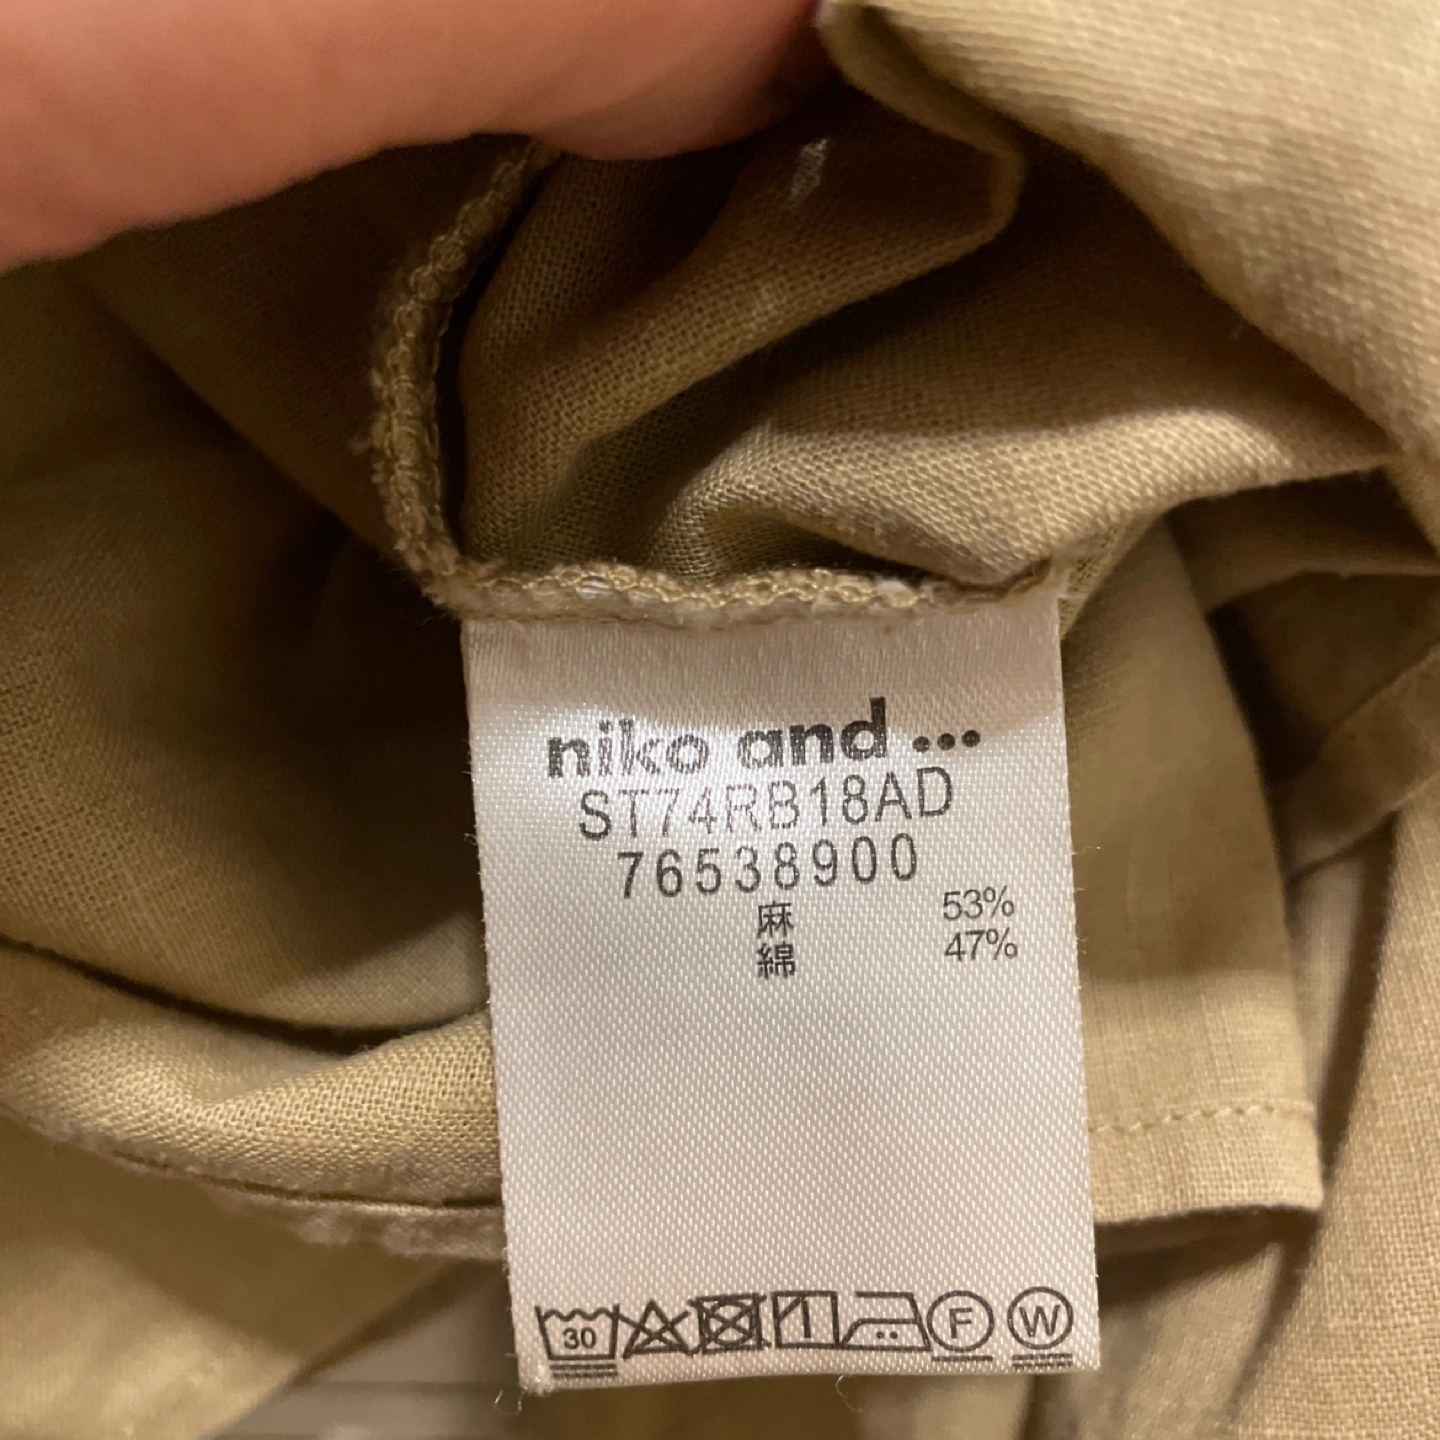 niko and ...
ST74RB18AD
76538900
麻 53%
綿 47%
30 F W